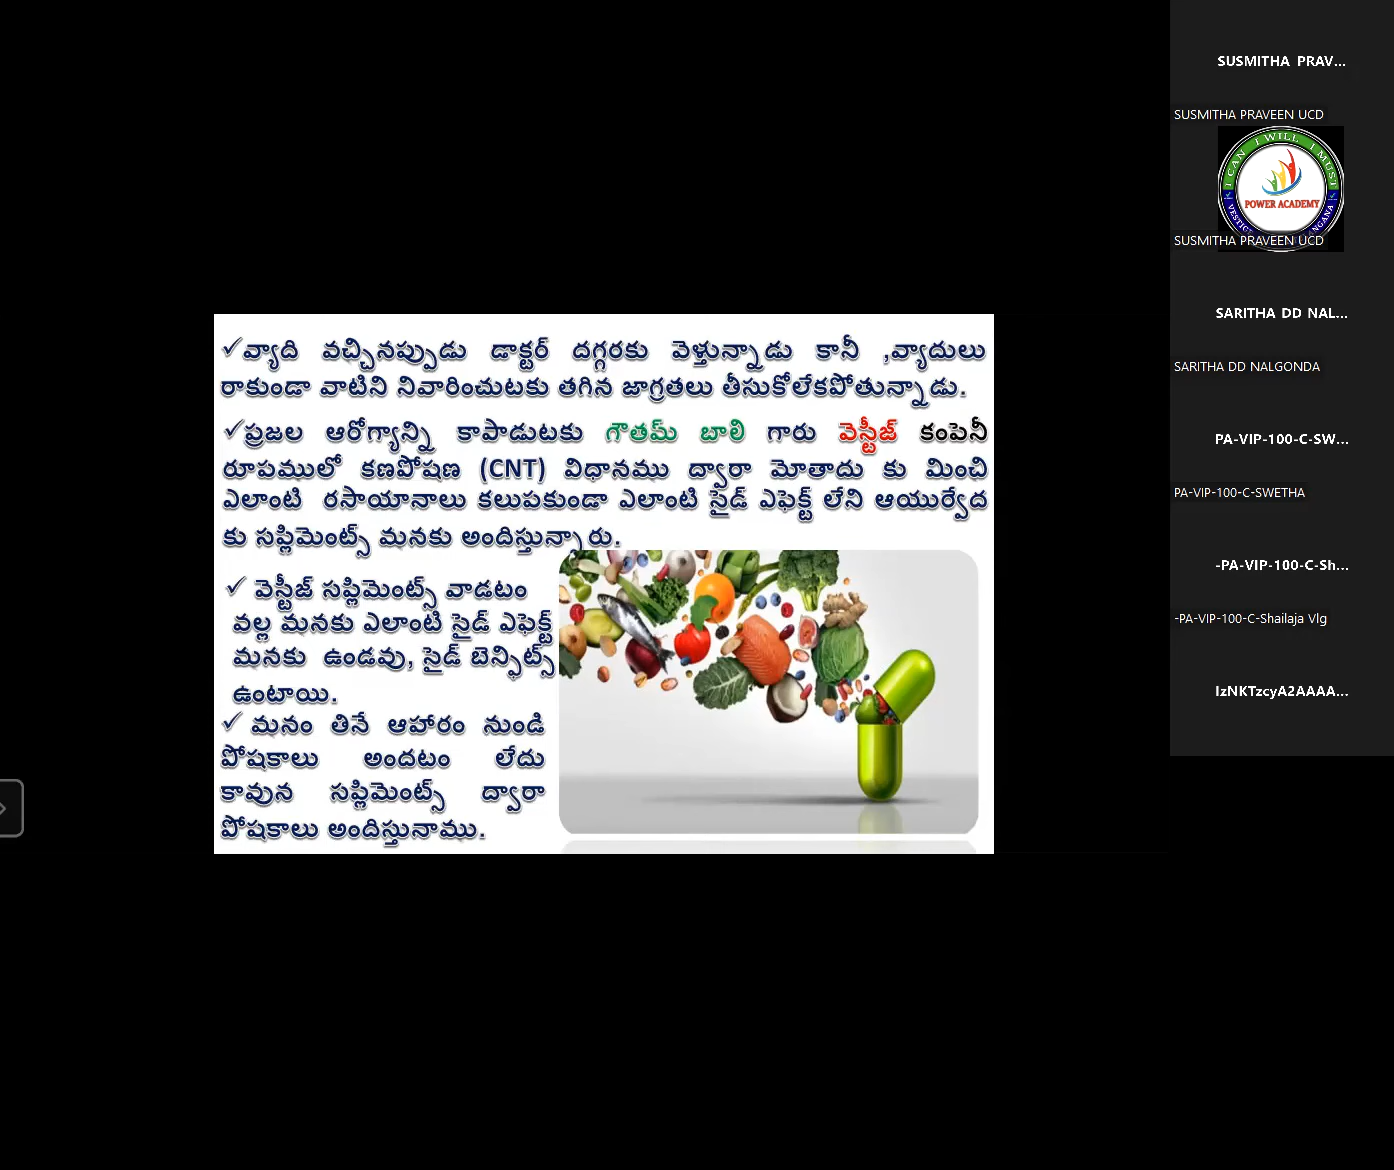 ✓వ్యాది వచ్చినప్పుడు డాక్టర్ దగ్గరకు వెళ్తున్నాడు కానీ ,వ్యాదులు
రాకుండా వాటిని నివారించుటకు తగిన జాగ్రతలు తీసుకోలేకపోతున్నాడు.
✓ప్రజల ఆరోగ్యాన్ని కాపాడుటకు గౌతమ్ బాలి గారు వెస్టీజ్ కంపెనీ
రూపములో కణపోషణ (CNT) విధానము ద్వారా మోతాదు కు మించి
ఎలాంటి రసాయానాలు కలుపకుండా ఎలాంటి సైడ్ ఎఫెక్ట్ లేని ఆయుర్వేద
కు సప్లిమెంట్స్ మనకు అందిస్తున్నారు.
✓ వెస్టీజ్ సప్లిమెంట్స్ వాడటం
వల్ల మనకు ఎలాంటి సైడ్ ఎఫెక్ట్
మనకు ఉండవు, సైడ్ బెన్ఫిట్స్
ఉంటాయి.
✓ మనం తినే ఆహారం నుండి
పోషకాలు అందటం లేదు
కావున సప్లిమెంట్స్ ద్వారా
పోషకాలు అందిస్తునాము.
SUSMITHA PRAV...
SUSMITHA PRAVEEN UCD
I CAN I WILL I MUST
POWER ACADEMY
SUSMITHA PRAVEEN UCD
SARITHA DD NAL...
SARITHA DD NALGONDA
PA-VIP-100-C-SW...
PA-VIP-100-C-SWETHA
-PA-VIP-100-C-Sh...
-PA-VIP-100-C-Shailaja Vlg
IzNKTzcyA2AAAA...